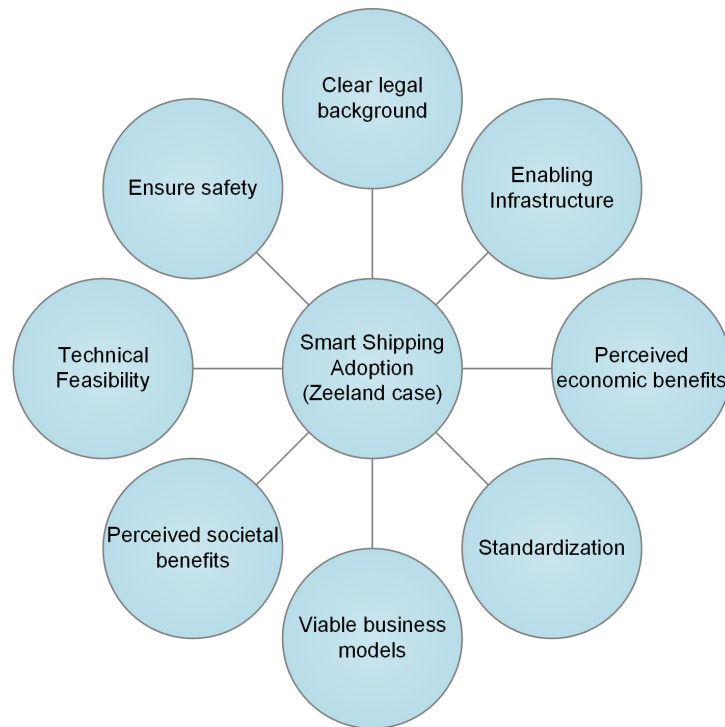 Clear legal
background
Ensure safety
Enabling
Infrastructure
Technical
Feasibility
Smart Shipping
Adoption
(Zeeland case)
Perceived
economic benefits
Perceived societal
benefits
Standardization
Viable business
models